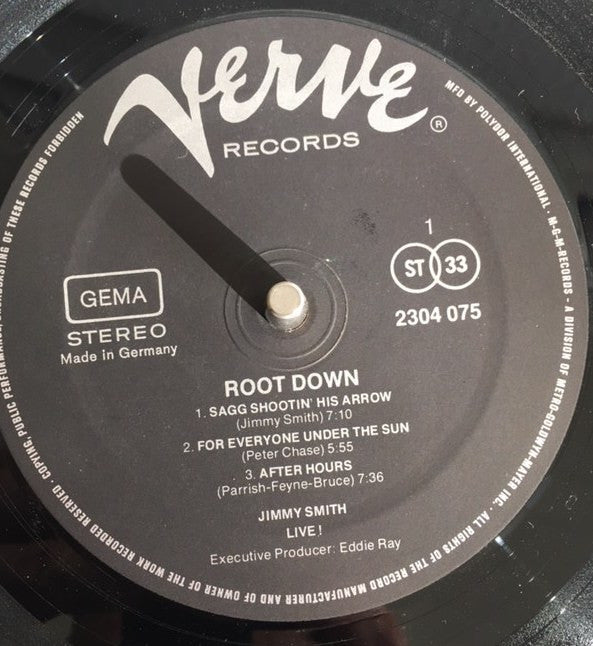 Verve
RECORDS
®
1
ST 33
2304 075
GEMA
STEREO
Made in Germany
ROOT DOWN
1. SAGG SHOOTIN' HIS ARROW
(Jimmy Smith) 7:10
2. FOR EVERYONE UNDER THE SUN
(Peter Chase) 5:55
3. AFTER HOURS
(Parrish-Feyne-Bruce) 7:36
JIMMY SMITH
LIVE!
Executive Producer: Eddie Ray
MFD BY POLYDOR INTERNATIONAL · M-G-M-RECORDS - A DIVISION OF METRO-GOLDWYN-MAYER INC. · ALL RIGHTS OF THE RECORD MANUFACTURER AND OF THE OWNER OF THE WORK RECORDED RESERVED · COPYING, PUBLIC PERFORMANCE, BROADCASTING OF THESE RECORDS FORBIDDEN